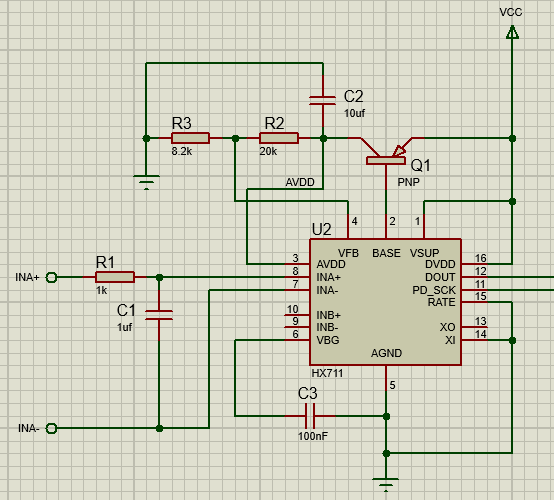 VCC
C2
10uf
R3
8.2k
R2
20k
Q1
PNP
AVDD
U2
4
2
1
VFB
BASE
VSUP
3
AVDD
DVDD
16
INA+
R1
1k
8
INA+
DOUT
12
7
INA-
PD_SCK
11
RATE
15
C1
1uf
10
INB+
9
INB-
XO
13
6
VBG
XI
14
AGND
HX711
5
C3
100nF
INA-